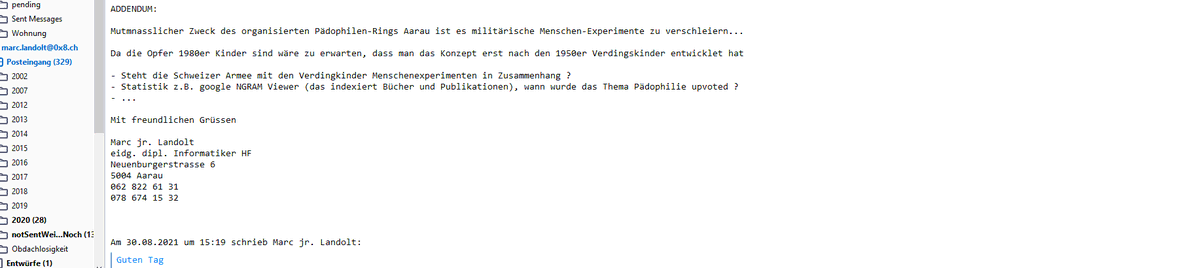 pending
Sent Messages
Wohnung
marc.landolt@0x8.ch
Posteingang (329)
2002
2007
2012
2013
2014
2015
2016
2017
2018
2019
2020 (28)
notSentWei...Noch (13
Obdachlosigkeit
Entwürfe (1)
ADDENDUM:
Mutmnasslicher Zweck des organisierten Pädophilen-Rings Aarau ist es militärische Menschen-Experimente zu verschleiern...
Da die Opfer 1980er Kinder sind wäre zu erwarten, dass man das Konzept erst nach den 1950er Verdingskinder entwicklet hat
- Steht die Schweizer Armee mit den Verdingkinder Menschenexperimenten in Zusammenhang ?
- Statistik z.B. google NGRAM Viewer (das indexiert Bücher und Publikationen), wann wurde das Thema Pädophilie upvoted ?
- ...
Mit freundlichen Grüssen
Marc jr. Landolt
eidg. dipl. Informatiker HF
Neuenburgerstrasse 6
5004 Aarau
062 822 61 31
078 674 15 32
Am 30.08.2021 um 15:19 schrieb Marc jr. Landolt:
Guten Tag